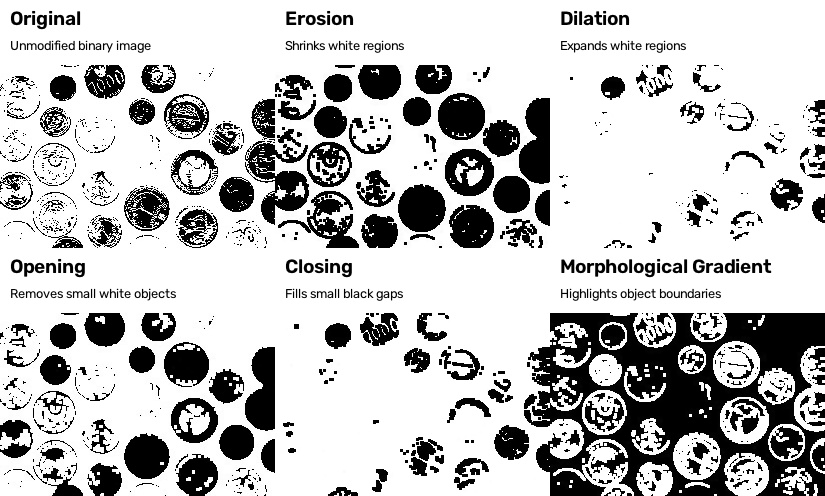 Original
Unmodified binary image
Erosion
Shrinks white regions
Dilation
Expands white regions
Opening
Removes small white objects
Closing
Fills small black gaps
Morphological Gradient
Highlights object boundaries